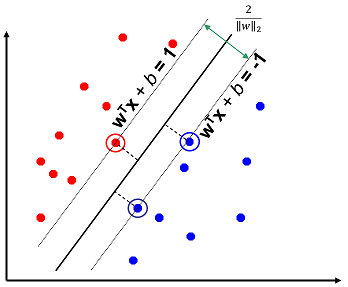 2
‖w‖₂
wᵀx + b = 1
wᵀx + b = -1